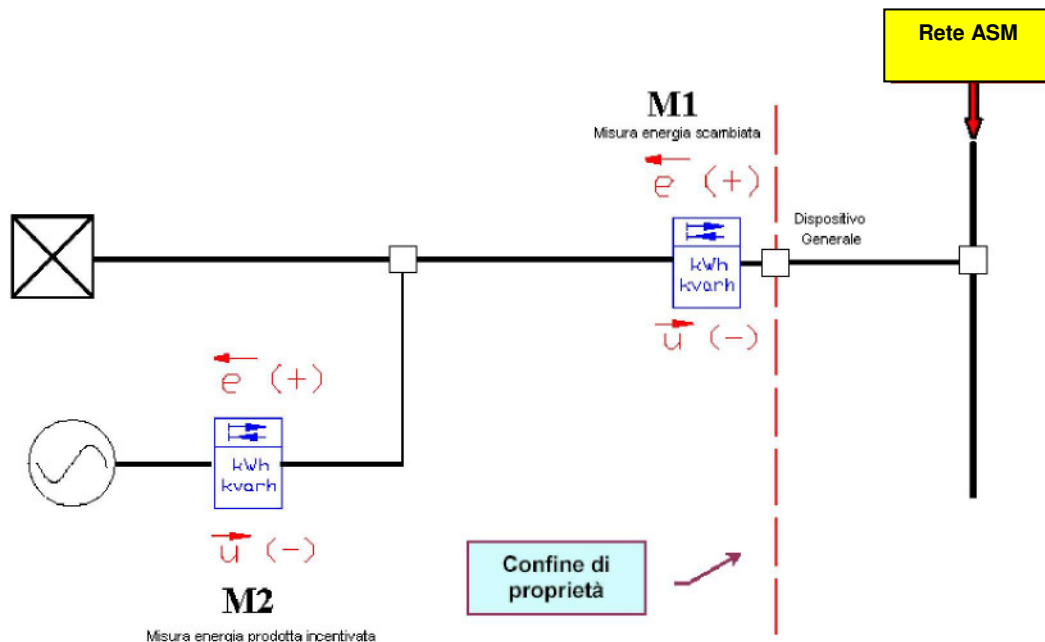 Rete ASM
M1
Misura energia scambiata
e (+)
Dispositivo
Generale
kWh
kvarh
u (-)
e (+)
kWh
kvarh
u (-)
Confine di
proprietà
M2
Misura energia prodotta incentivata